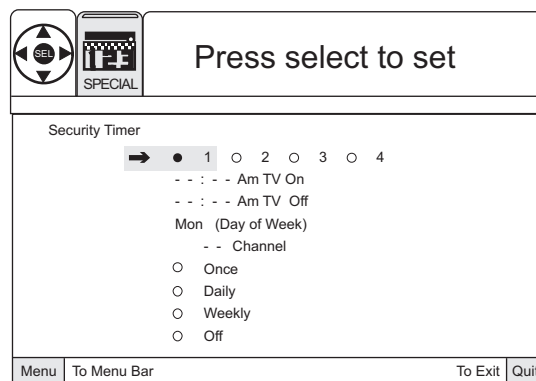 SEL
SPECIAL
Press select to set
Security Timer
1 2 3 4
- - : - - Am TV On
- - : - - Am TV Off
Mon (Day of Week)
- - Channel
Once
Daily
Weekly
Off
Menu To Menu Bar To Exit Quit